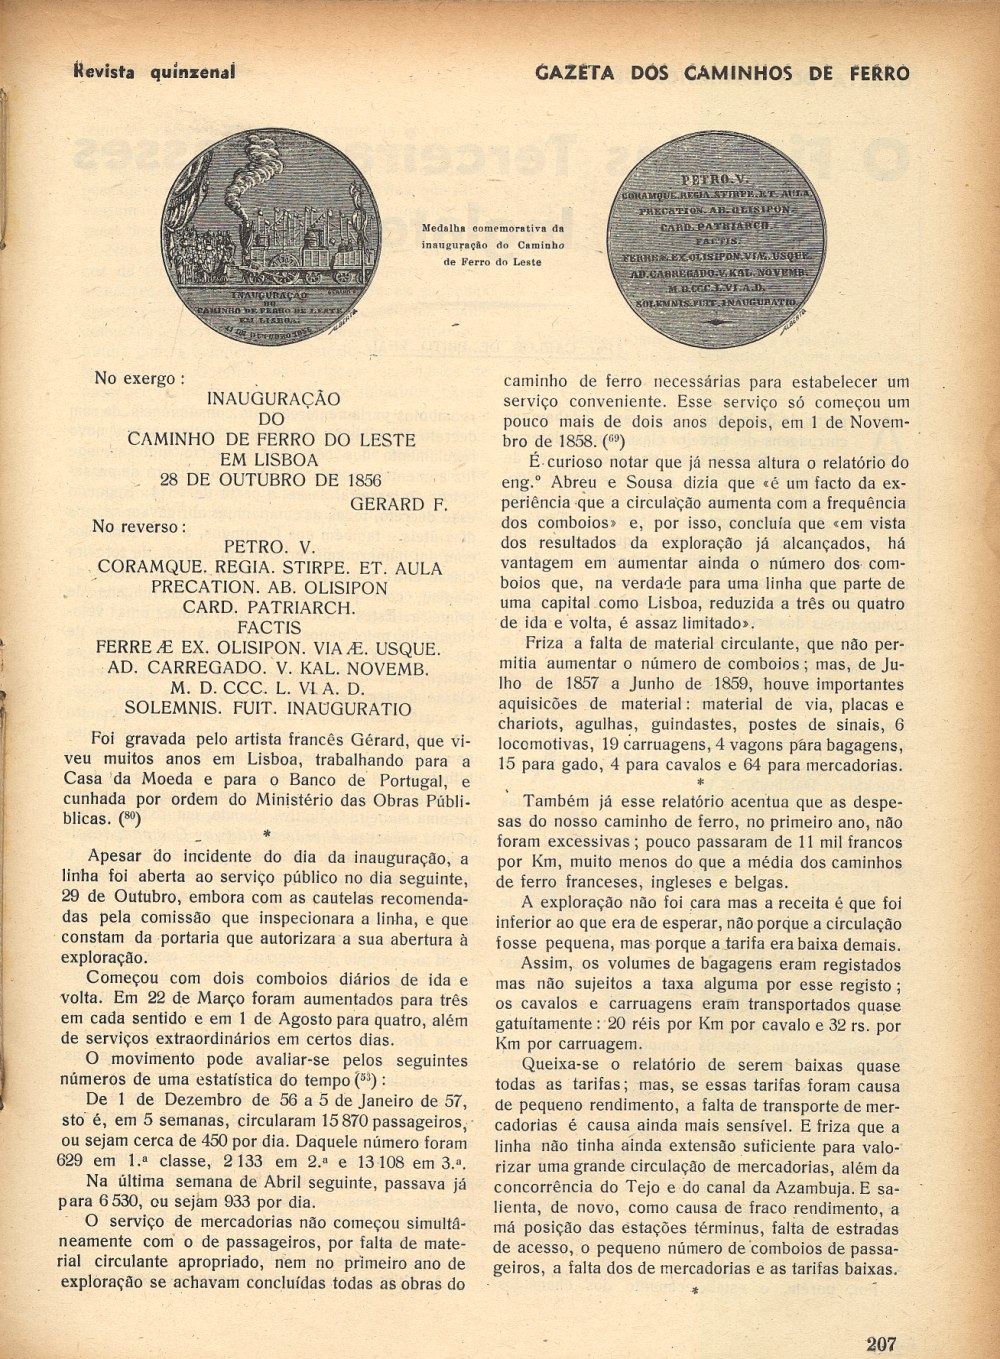 Revista quinzenal
GAZETA DOS CAMINHOS DE FERRO
INAUGURAÇÃO
DO
CAMINHO DE FERRO DE LESTE
EM LISBOA.
Medalha comemorativa da
inauguração do Caminho
de Ferro do Leste
PETRO. V.
CORAMQUE. REGIA. STIRPE. ET. AULA
PRECATION. AB. OLISIPON
CARD. PATRIARCH
FACTIS.
FERREÆ. EX. OLISIPON. VIÆ. USQUE.
AD. CARREGADO. V. KAL. NOVEMB.
M. D. CCC. L. VI. A. D.
SOLEMNIS. FUIT. INAUGURATIO.
ALBERTO
No exergo :
INAUGURAÇÃO
DO
CAMINHO DE FERRO DO LESTE
EM LISBOA
28 DE OUTUBRO DE 1856
GERARD F.
No reverso :
PETRO. V.
CORAMQUE. REGIA. STIRPE. ET. AULA
PRECATION. AB. OLISIPON
CARD. PATRIARCH.
FACTIS
FERREÆ EX. OLISIPON. VIAÆ. USQUE.
AD. CARREGADO. V. KAL. NOVEMB.
M. D. CCC. L. VI A. D.
SOLEMNIS. FUIT. INAUGURATIO
Foi gravada pelo artista francês Gérard, que vi-
veu muitos anos em Lisboa, trabalhando para a
Casa da Moeda e para o Banco de Portugal, e
cunhada por ordem do Ministério das Obras Públi-
blicas. (⁸⁰)
*
Apesar do incidente do dia da inauguração, a
linha foi aberta ao serviço público no dia seguinte,
29 de Outubro, embora com as cautelas recomenda-
das pela comissão que inspecionara a linha, e que
constam da portaria que autorizara a sua abertura à
exploração.
Começou com dois comboios diários de ida e
volta. Em 22 de Março foram aumentados para três
em cada sentido e em 1 de Agosto para quatro, além
de serviços extraordinários em certos dias.
O movimento pode avaliar-se pelos seguintes
números de uma estatística do tempo (⁵³) :
De 1 de Dezembro de 56 a 5 de Janeiro de 57,
sto é, em 5 semanas, circularam 15 870 passageiros,
ou sejam cerca de 450 por dia. Daquele número foram
629 em 1.ª classe, 2 133 em 2.ª e 13 108 em 3.ª.
Na última semana de Abril seguinte, passava já
para 6 530, ou sejam 933 por dia.
O serviço de mercadorias não começou simultâ-
neamente com o de passageiros, por falta de mate-
rial circulante apropriado, nem no primeiro ano de
exploração se achavam concluídas todas as obras do
caminho de ferro necessárias para estabelecer um
serviço conveniente. Esse serviço só começou um
pouco mais de dois anos depois, em 1 de Novem-
bro de 1858. (⁶⁹)
É curioso notar que já nessa altura o relatório do
eng.º Abreu e Sousa dizia que «é um facto da ex-
periência que a circulação aumenta com a frequência
dos comboios» e, por isso, concluía que «em vista
dos resultados da exploração já alcançados, há
vantagem em aumentar ainda o número dos com-
boios que, na verdade para uma linha que parte de
uma capital como Lisboa, reduzida a três ou quatro
de ida e volta, é assaz limitado».
Friza a falta de material circulante, que não per-
mitia aumentar o número de comboios ; mas, de Ju-
lho de 1857 a Junho de 1859, houve importantes
aquisicões de material : material de via, placas e
chariots, agulhas, guindastes, postes de sinais, 6
locomotivas, 19 carruagens, 4 vagons pàra bagagens,
15 para gado, 4 para cavalos e 64 para mercadorias.
*
Também já esse relatório acentua que as despe-
sas do nosso caminho de ferro, no primeiro ano, não
foram excessivas ; pouco passaram de 11 mil francos
por Km, muito menos do que a média dos caminhos
de ferro franceses, ingleses e belgas.
A exploração não foi cara mas a receita é que foi
inferior ao que era de esperar, não porque a circulação
fosse pequena, mas porque a tarifa era baixa demais.
Assim, os volumes de bagagens eram registados
mas não sujeitos a taxa alguma por esse registo ;
os cavalos e carruagens eram transportados quase
gatuítamente : 20 réis por Km por cavalo e 32 rs. por
Km por carruagem.
Queixa-se o relatório de serem baixas quase
todas as tarifas ; mas, se essas tarifas foram causa
de pequeno rendimento, a falta de transporte de mer-
cadorias é causa ainda mais sensível. E friza que a
linha não tinha ainda extensão suficiente para valo-
rizar uma grande circulação de mercadorias, além da
concorrência do Tejo e do canal da Azambuja. E sa-
lienta, de novo, como causa de fraco rendimento, a
má posição das estações términus, falta de estradas
de acesso, o pequeno número de comboios de passa-
geiros, a falta dos de mercadorias e as tarifas baixas.
*
207